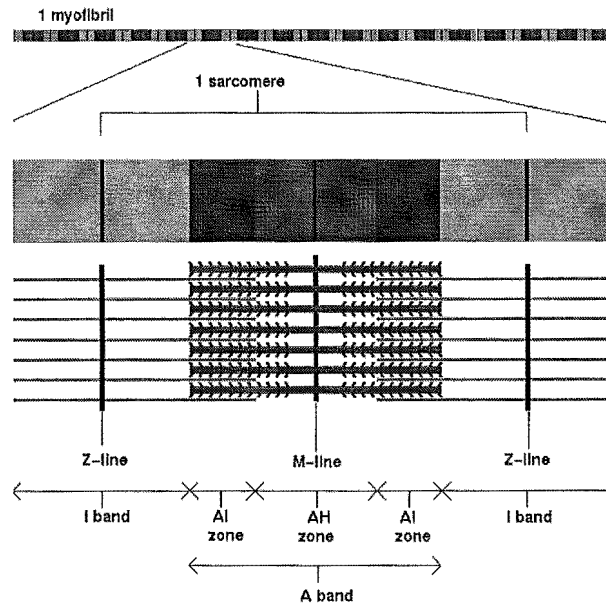 1 myofibril
1 sarcomere
Z-line M-line Z-line
I band AI zone AH zone AI zone I band
A band